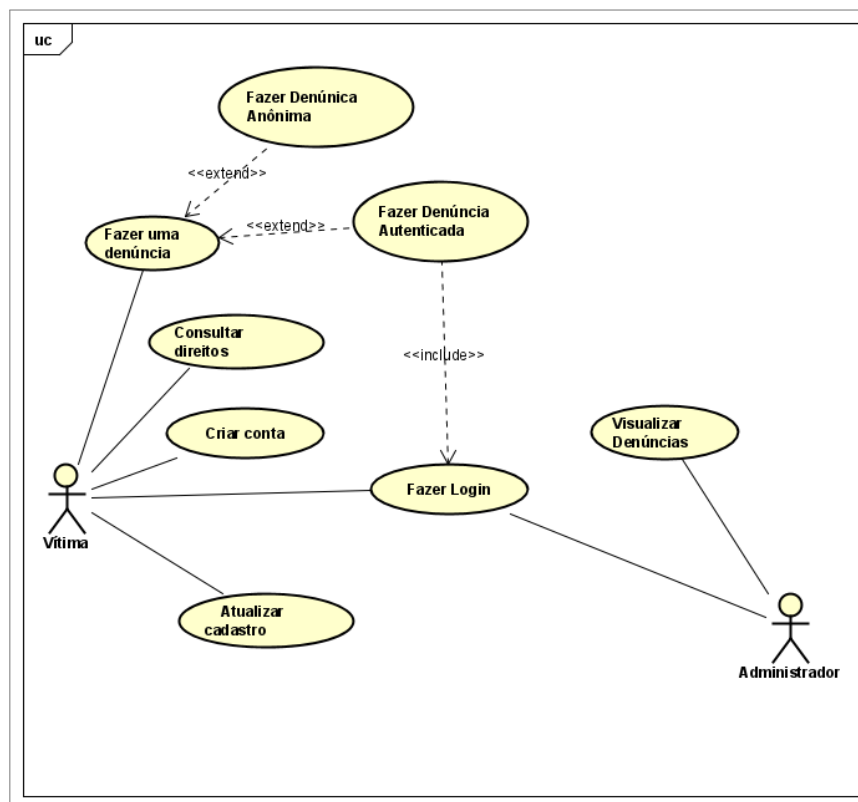 uc
Fazer Denúnica
Anônima
<<extend>>
Fazer uma
denúncia
<<extend>>
Fazer Denúncia
Autenticada
Consultar
direitos
<<include>>
Criar conta
Visualizar
Denúncias
Fazer Login
Vítima
Atualizar
cadastro
Administrador